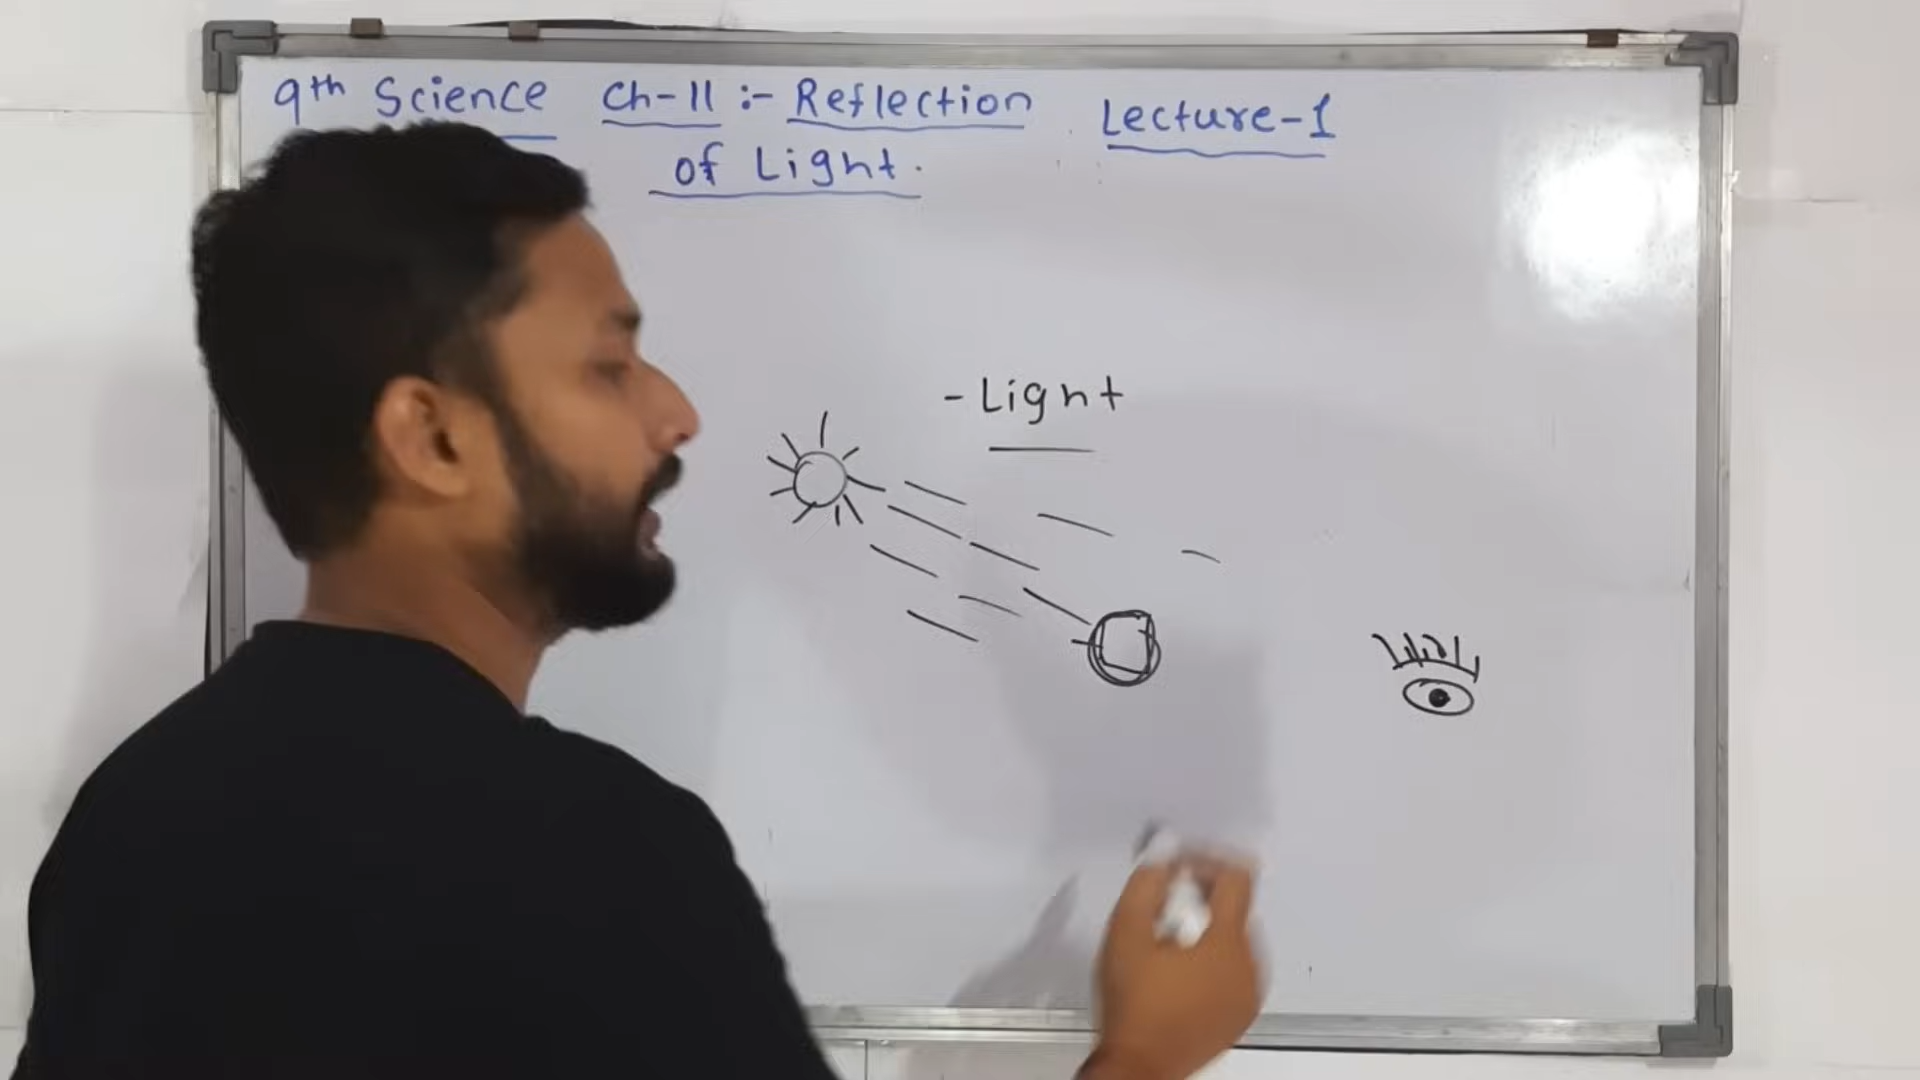 9th Science Ch-11 :- Reflection
of Light.
Lecture-1
- Light